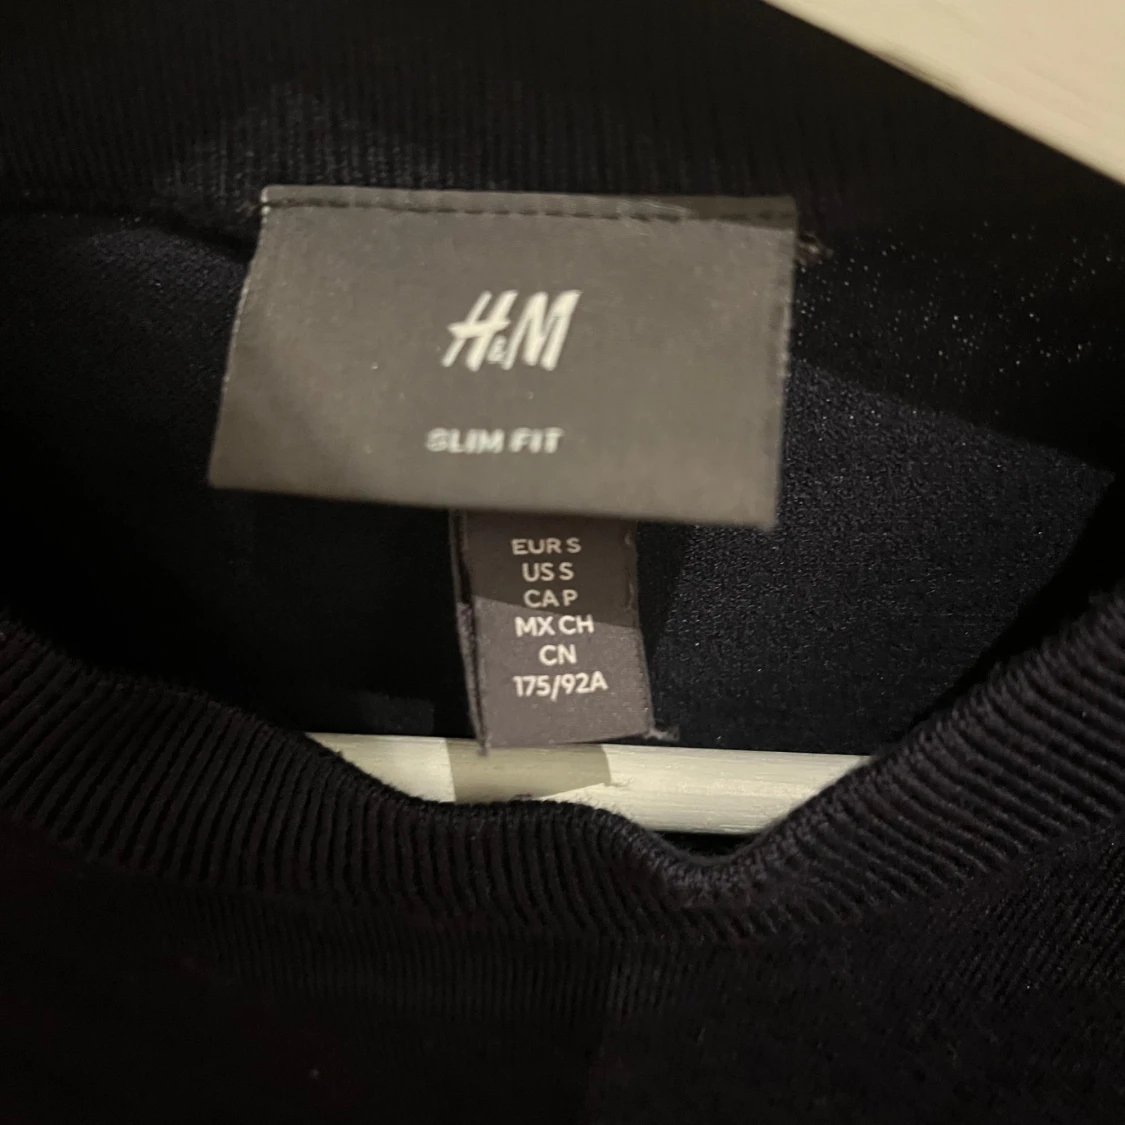 H&M
SLIM FIT
EUR S
US S
CA P
MX CH
CN
175/92A